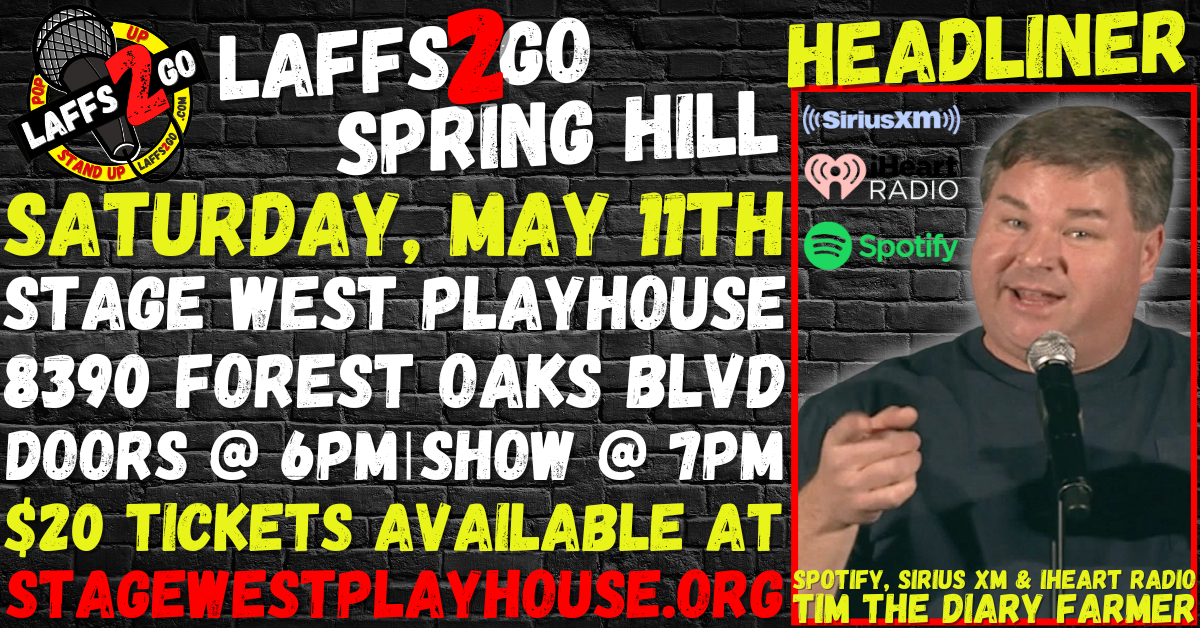 POP
UP
LAFFS 2 GO
STAND UP
LAFFS2GO
.COM
LAFFS2GO
SPRING HILL
SATURDAY, MAY 11TH
STAGE WEST PLAYHOUSE
8390 FOREST OAKS BLVD
DOORS @ 6PM|SHOW @ 7PM
$20 TICKETS AVAILABLE AT
STAGEWESTPLAYHOUSE.ORG
HEADLINER
SiriusXM
iHeart
RADIO
Spotify
SPOTIFY, SIRIUS XM & IHEART RADIO
TIM THE DIARY FARMER